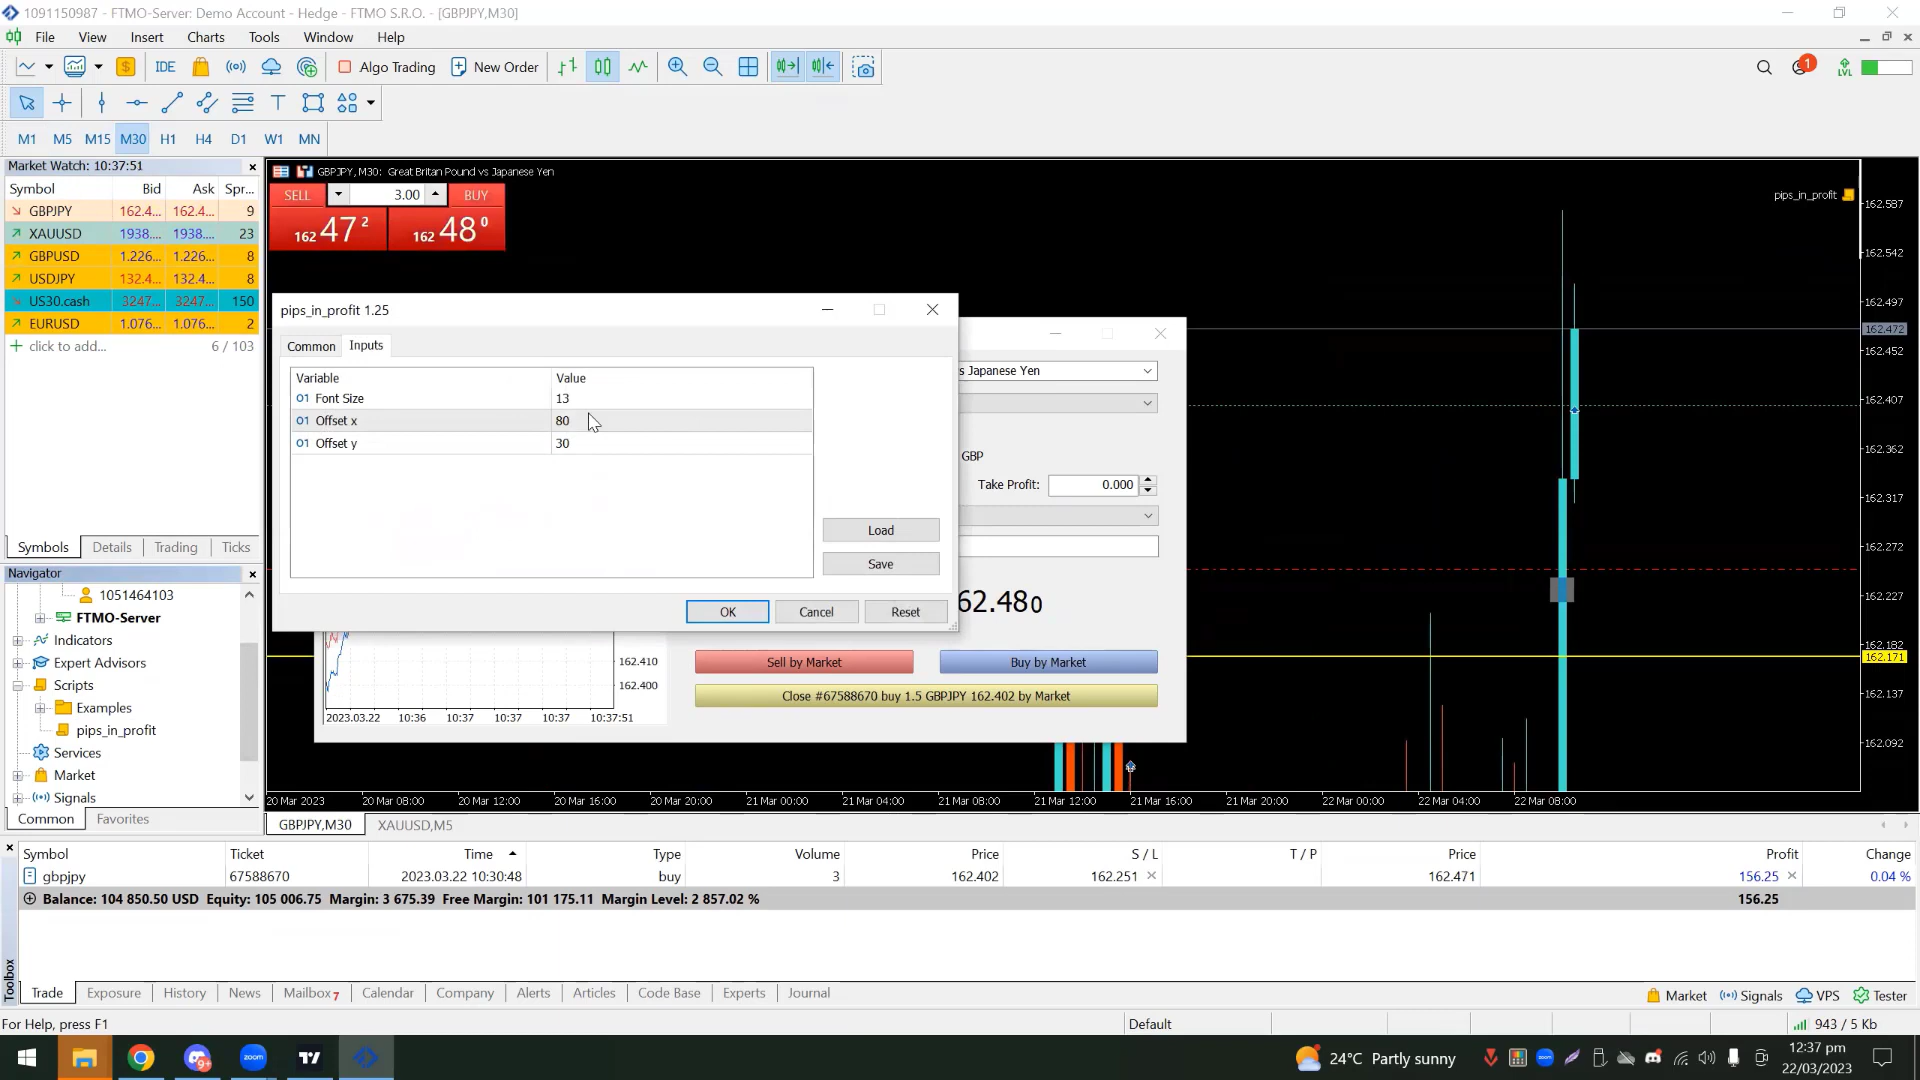 1091150987 - FTMO-Server: Demo Account - Hedge - FTMO S.R.O. - [GBPJPY,M30]
File View Insert Charts Tools Window Help
IDE Algo Trading New Order 1 LVL
M1 M5 M15 M30 H1 H4 D1 W1 MN
Market Watch: 10:37:51
Symbol Bid Ask Spr...
GBPJPY 162.4... 162.4... 9
XAUUSD 1938.... 1938.... 23
GBPUSD 1.226... 1.226... 8
USDJPY 132.4... 132.4... 8
US30.cash 3247... 3247... 150
EURUSD 1.076... 1.076... 2
click to add... 6 / 103
Symbols Details Trading Ticks
Navigator
1051464103
FTMO-Server
Indicators
Expert Advisors
Scripts
Examples
pips_in_profit
Services
Market
Signals
Common Favorites
GBPJPY, M30: Great Britan Pound vs Japanese Yen
SELL 3.00 BUY
162 47 2 162 48 0
pips_in_profit
162.587
162.542
162.497
162.472
162.452
162.407
162.362
162.317
162.272
162.227
162.182
162.171
162.137
162.092
pips_in_profit 1.25
Common Inputs
Variable Value
01 Font Size 13
01 Offset x 80
01 Offset y 30
Load
Save
OK Cancel Reset
s Japanese Yen
GBP
Take Profit: 0.000
62.480
162.410
162.400
2023.03.22 10:36 10:37 10:37 10:37:51
Sell by Market Buy by Market
Close #67588670 buy 1.5 GBPJPY 162.402 by Market
20 Mar 2023 20 Mar 08:00 20 Mar 12:00 20 Mar 16:00 20 Mar 20:00 21 Mar 00:00 21 Mar 04:00 21 Mar 08:00 21 Mar 12:00 21 Mar 16:00 21 Mar 20:00 22 Mar 00:00 22 Mar 04:00 22 Mar 08:00
GBPJPY,M30 XAUUSD,M5
Symbol Ticket Time Type Volume Price S / L T / P Price Profit Change
gbpjpy 67588670 2023.03.22 10:30:48 buy 3 162.402 162.251 162.471 156.25 0.04 %
Balance: 104 850.50 USD Equity: 105 006.75 Margin: 3 675.39 Free Margin: 101 175.11 Margin Level: 2 857.02 % 156.25
Toolbox
Trade Exposure History News Mailbox 7 Calendar Company Alerts Articles Code Base Experts Journal Market Signals VPS Tester
For Help, press F1 Default 943 / 5 Kb
9+ zoom 24°C Partly sunny 12:37 pm
22/03/2023